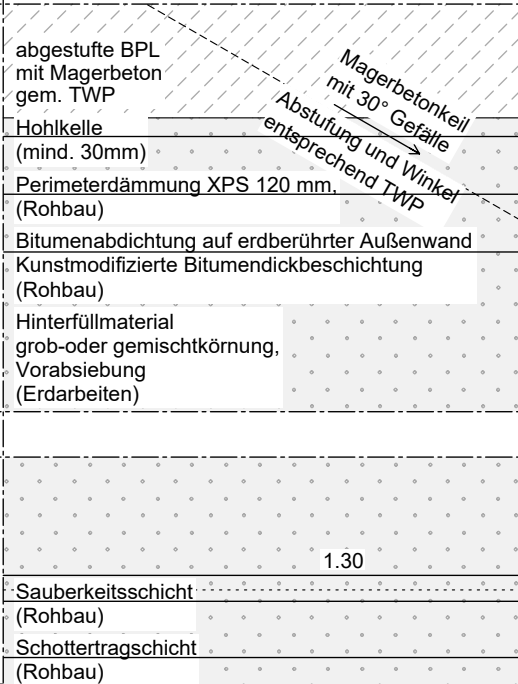 abgestufte BPL
mit Magerbeton
gem. TWP
Magerbetonkeil
mit 30° Gefälle
Abstufung und Winkel
entsprechend TWP
Hohlkelle
(mind. 30mm)
Perimeterdämmung XPS 120 mm,
(Rohbau)
Bitumenabdichtung auf erdberührter Außenwand
Kunstmodifizierte Bitumendickbeschichtung
(Rohbau)
Hinterfüllmaterial
grob-oder gemischtkörnung,
Vorabsiebung
(Erdarbeiten)
1.30
Sauberkeitsschicht
(Rohbau)
Schottertragschicht
(Rohbau)